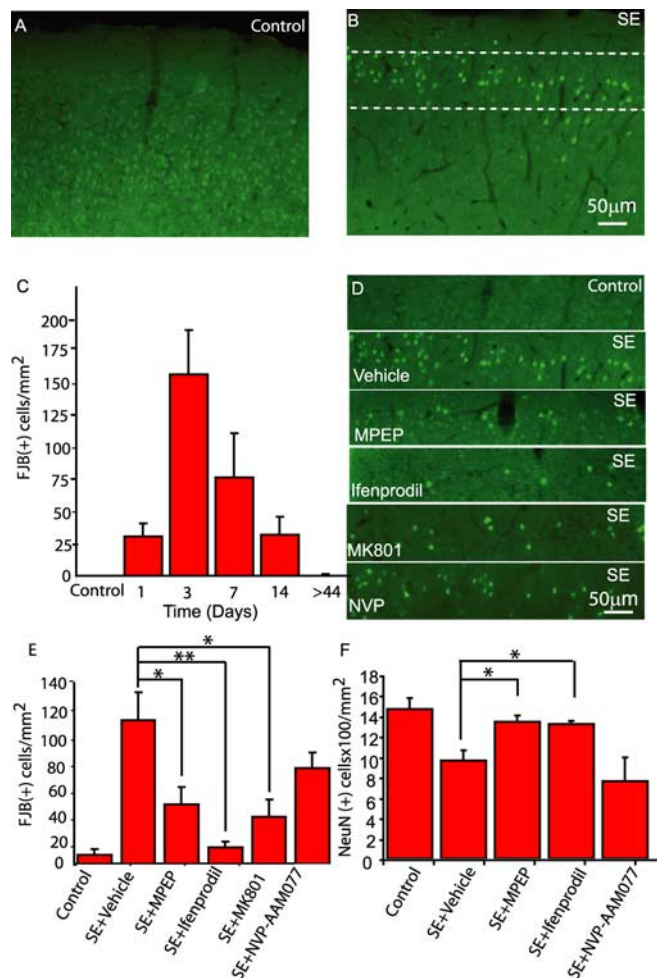 A
Control
B
SE
50μm
C
FJB(+) cells/mm²
200
175
150
125
75
50
25
0
Control
1
3
7
14
>44
Time (Days)
D
Control
SE
Vehicle
SE
MPEP
SE
Ifenprodil
SE
MK801
SE
NVP
50μm
E
FJB(+) cells/mm²
140
120
100
80
60
40
20
0
*
**
*
Control
SE+Vehicle
SE+MPEP
SE+Ifenprodil
SE+MK801
SE+NVP-AAM077
F
NeuN (+) cellsx100/mm²
18
16
14
12
10
8
6
4
2
0
*
*
Control
SE+Vehicle
SE+MPEP
SE+Ifenprodil
SE+NVP-AAM077